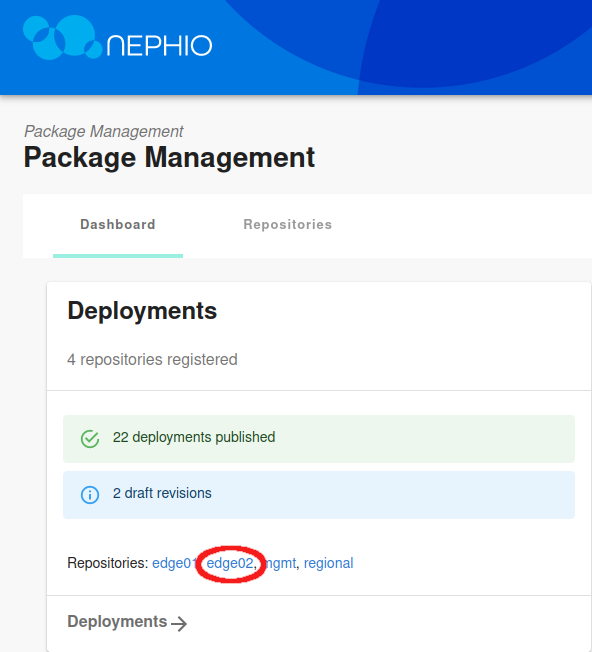 NEPHIO
Package Management
Package Management
Dashboard
Repositories
Deployments
4 repositories registered
22 deployments published
2 draft revisions
Repositories: edge01, edge02, mgmt, regional
Deployments